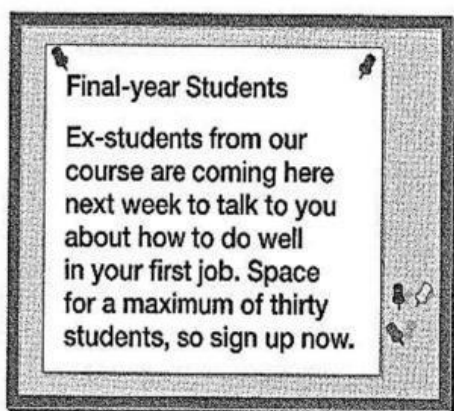 Final-year Students
Ex-students from our
course are coming here
next week to talk to you
about how to do well
in your first job. Space
for a maximum of thirty
students, so sign up now.